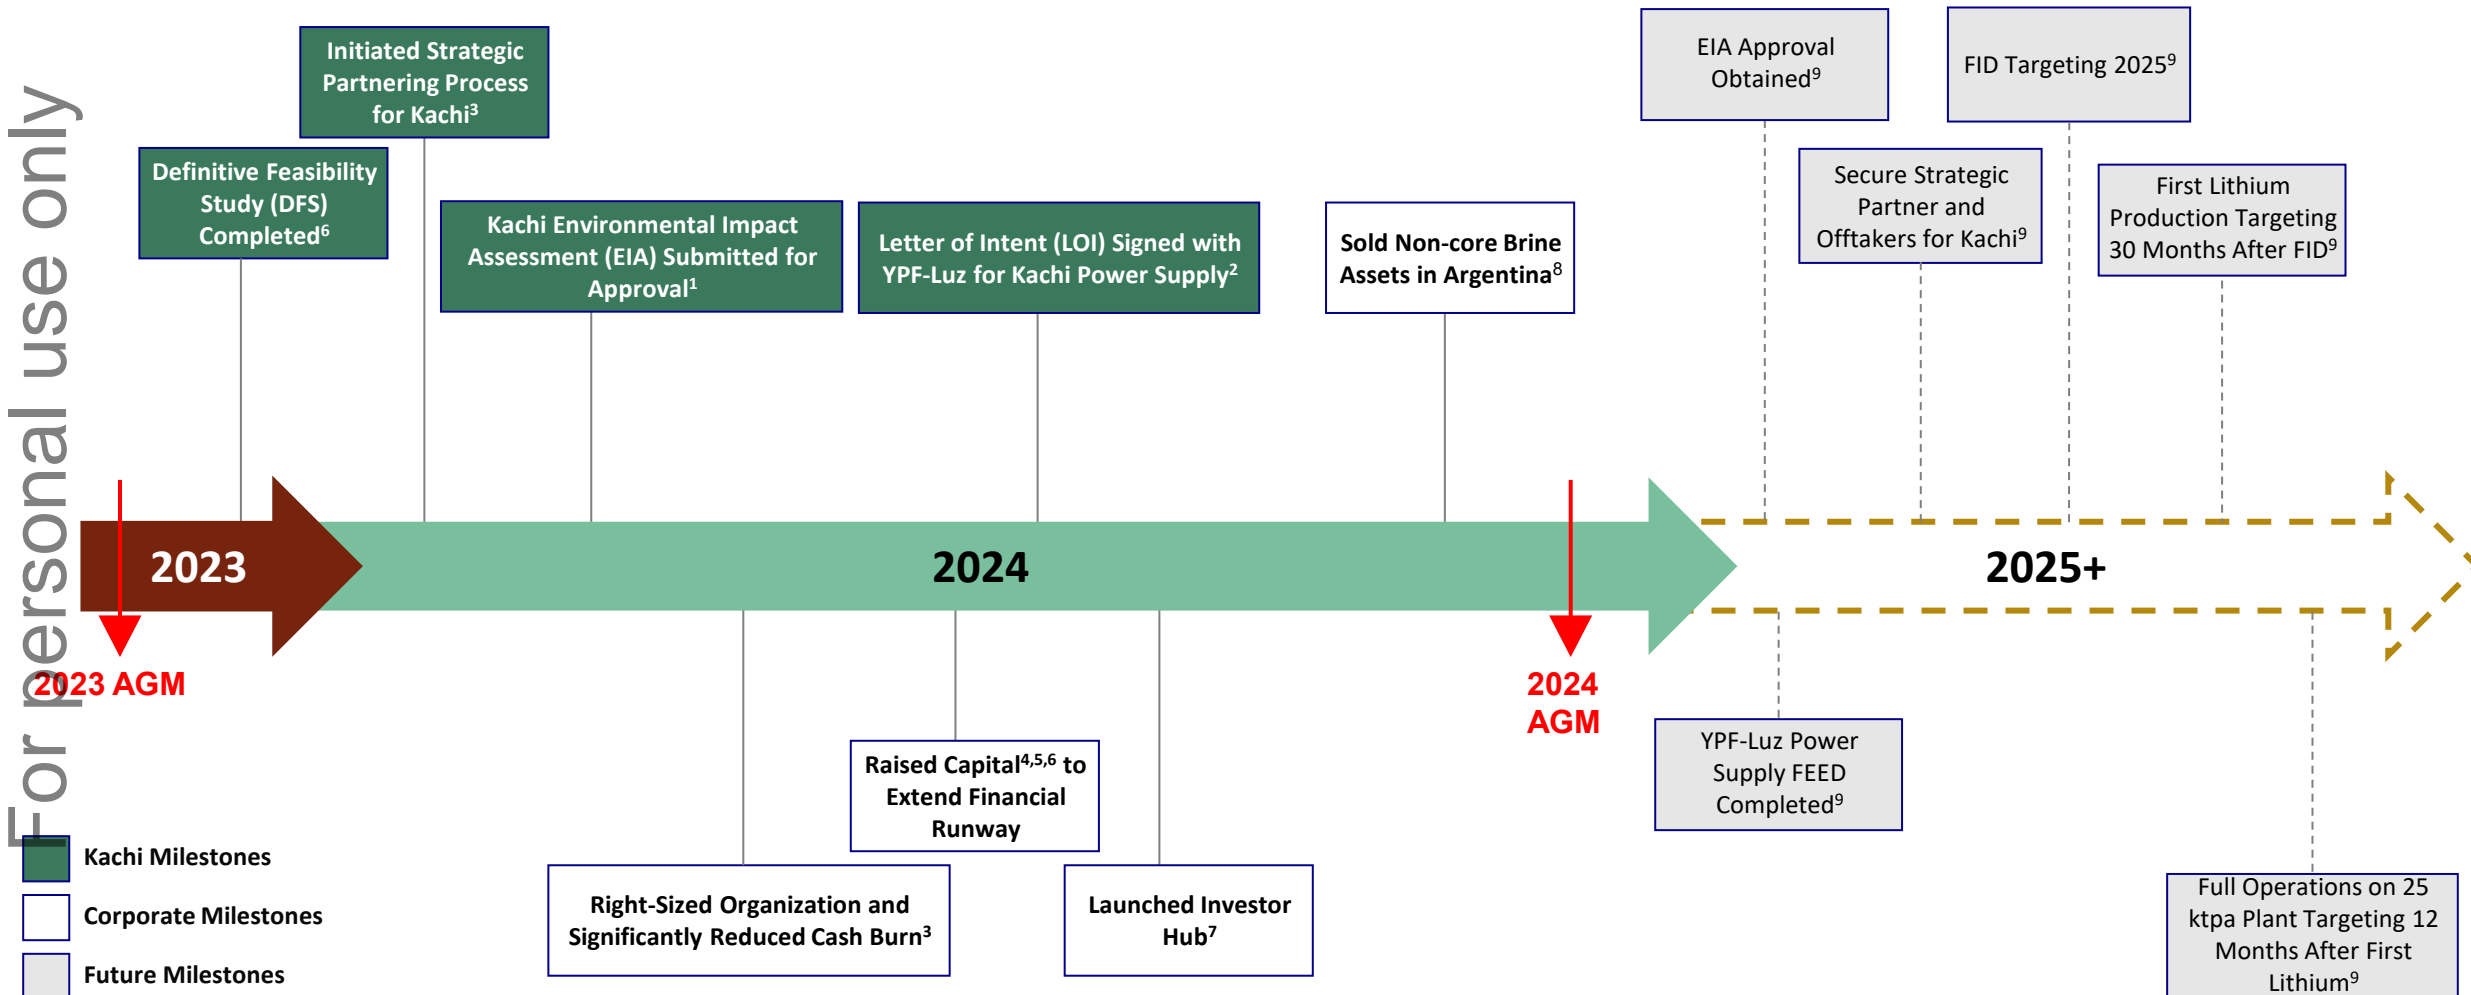 For personal use only
Initiated Strategic
Partnering Process
for Kachi³
Definitive Feasibility
Study (DFS)
Completed⁶
Kachi Environmental Impact
Assessment (EIA) Submitted for
Approval¹
Letter of Intent (LOI) Signed with
YPF-Luz for Kachi Power Supply²
Sold Non-core Brine
Assets in Argentina⁸
EIA Approval
Obtained⁹
FID Targeting 2025⁹
Secure Strategic
Partner and
Offtakers for Kachi⁹
First Lithium
Production Targeting
30 Months After FID⁹
2023
2024
2025+
2023 AGM
2024
AGM
Raised Capital⁴,⁵,⁶ to
Extend Financial
Runway
Right-Sized Organization and
Significantly Reduced Cash Burn³
Launched Investor
Hub⁷
YPF-Luz Power
Supply FEED
Completed⁹
Full Operations on 25
ktpa Plant Targeting 12
Months After First
Lithium⁹
Kachi Milestones
Corporate Milestones
Future Milestones